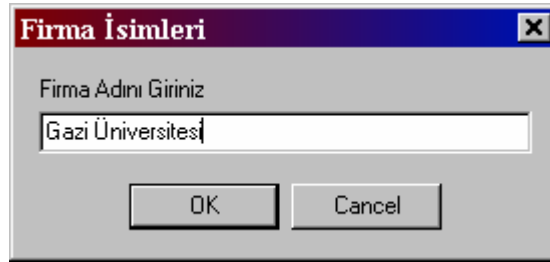 Firma İsimleri
Firma Adını Giriniz
Gazi Üniversitesi
OK Cancel